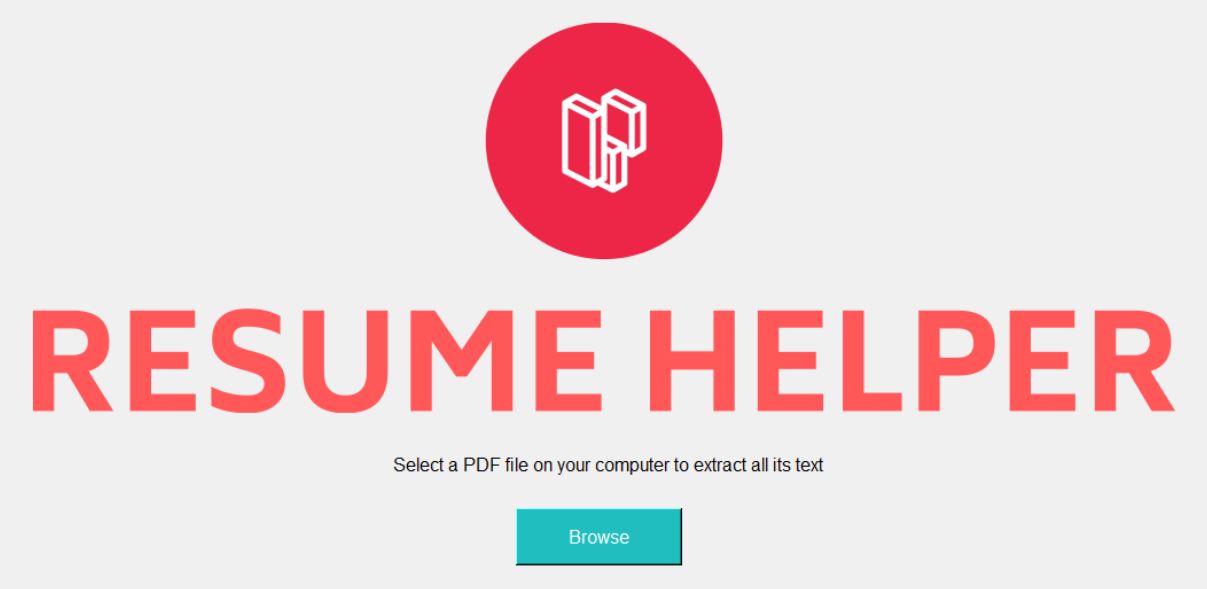 RESUME HELPER
Select a PDF file on your computer to extract all its text
Browse